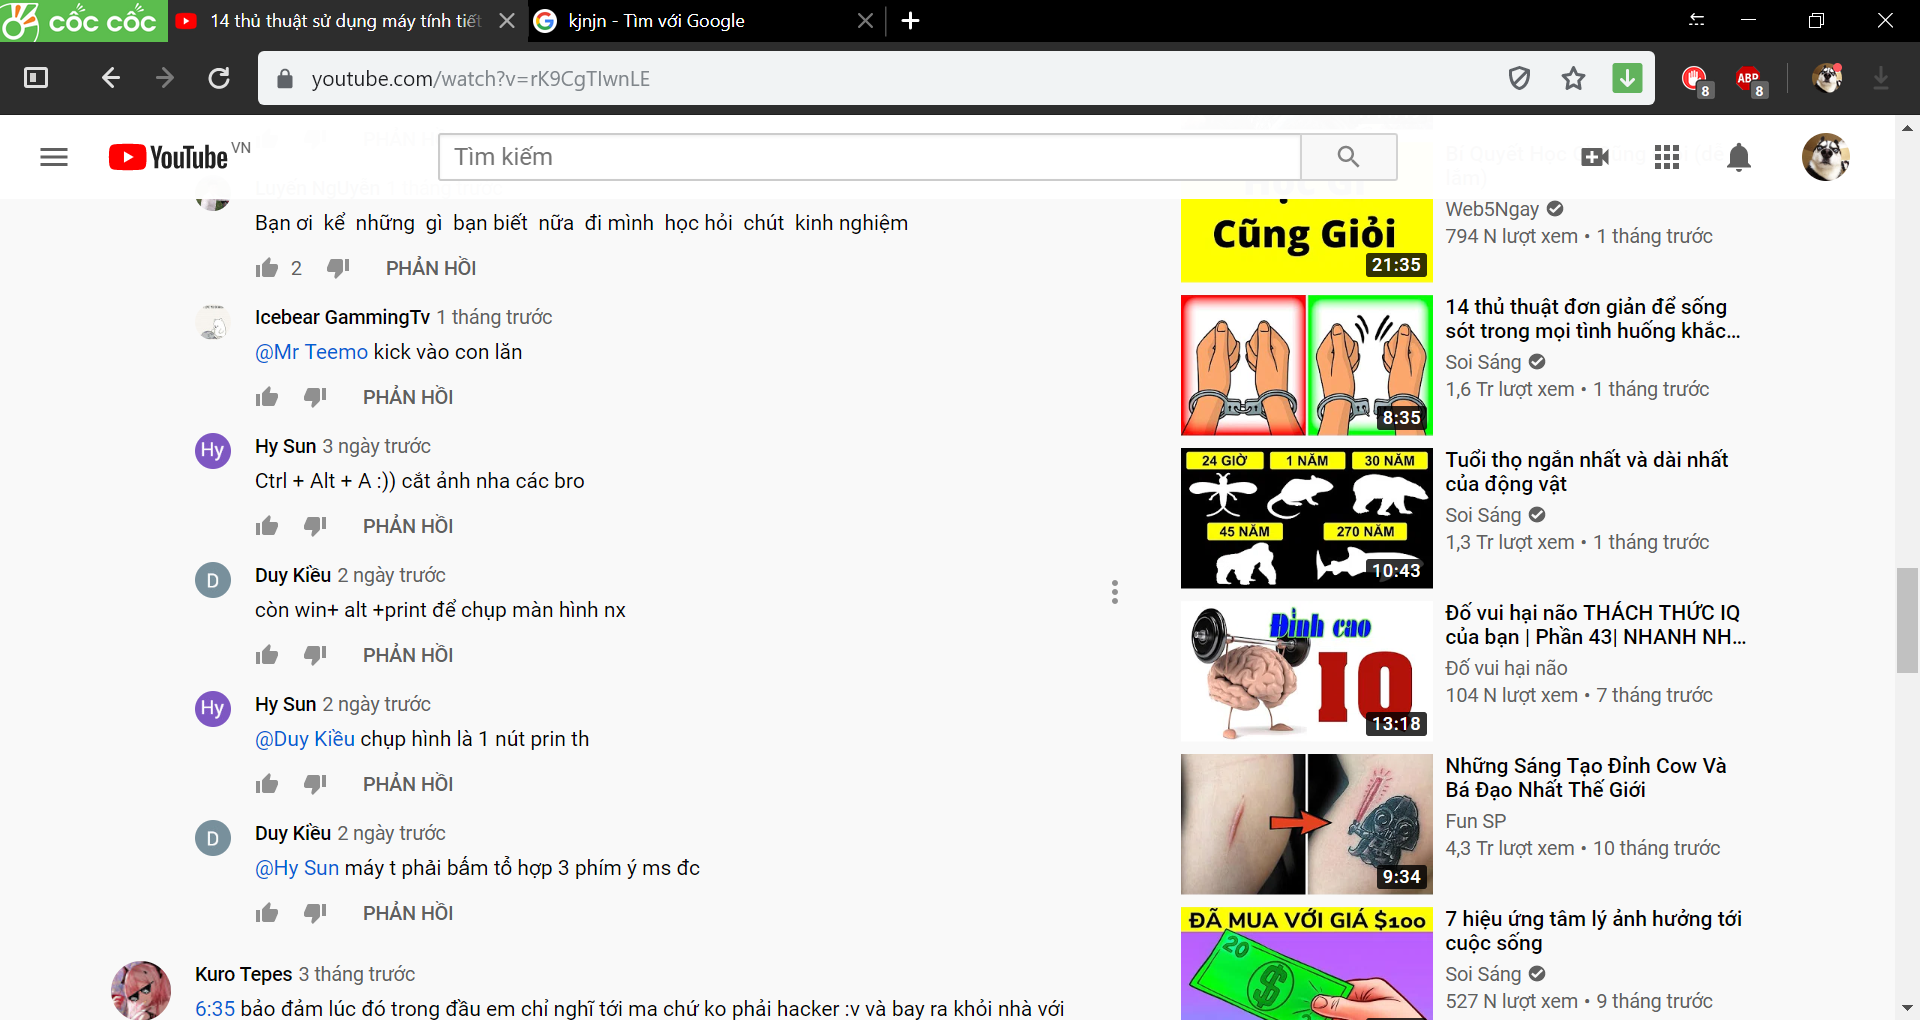 cốc cốc
14 thủ thuật sử dụng máy tính tiết
kjnjn - Tìm với Google
youtube.com/watch?v=rK9CgTIwnLE
8
ABP
8
YouTube VN
Tìm kiếm
Luyên NgUyên 1 tháng trước
Bạn ơi kể những gì bạn biết nữa đi mình học hỏi chút kinh nghiệm
2 PHẢN HỒI
Icebear GammingTv 1 tháng trước
@Mr Teemo kick vào con lăn
PHẢN HỒI
Hy
Hy Sun 3 ngày trước
Ctrl + Alt + A :)) cắt ảnh nha các bro
PHẢN HỒI
D
Duy Kiều 2 ngày trước
còn win+ alt +print để chụp màn hình nx
PHẢN HỒI
Hy
Hy Sun 2 ngày trước
@Duy Kiều chụp hình là 1 nút prin th
PHẢN HỒI
D
Duy Kiều 2 ngày trước
@Hy Sun máy t phải bấm tổ hợp 3 phím ý ms đc
PHẢN HỒI
Kuro Tepes 3 tháng trước
6:35 bảo đảm lúc đó trong đầu em chỉ nghĩ tới ma chứ ko phải hacker :v và bay ra khỏi nhà với
Cũng Giỏi
21:35
Web5Ngay
794 N lượt xem • 1 tháng trước
8:35
14 thủ thuật đơn giản để sống
sót trong mọi tình huống khắc...
Soi Sáng
1,6 Tr lượt xem • 1 tháng trước
24 GIỜ 1 NĂM 30 NĂM
45 NĂM 270 NĂM
10:43
Tuổi thọ ngắn nhất và dài nhất
của động vật
Soi Sáng
1,3 Tr lượt xem • 1 tháng trước
Đỉnh cao
IQ
13:18
Đố vui hại não THÁCH THỨC IQ
của bạn | Phần 43| NHANH NH...
Đố vui hại não
104 N lượt xem • 7 tháng trước
9:34
Những Sáng Tạo Đỉnh Cow Và
Bá Đạo Nhất Thế Giới
Fun SP
4,3 Tr lượt xem • 10 tháng trước
ĐÃ MUA VỚI GIÁ $100
20
$
7 hiệu ứng tâm lý ảnh hưởng tới
cuộc sống
Soi Sáng
527 N lượt xem • 9 tháng trước